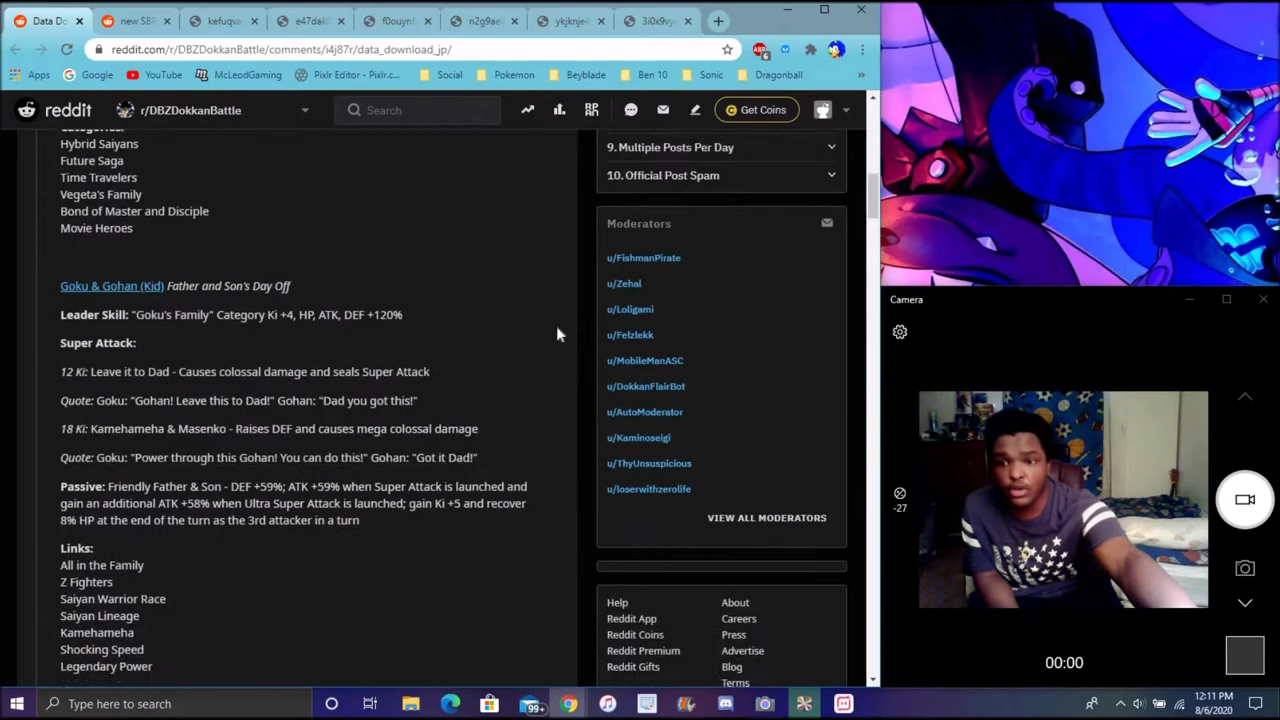 Data Do
new SBR
kefuqva
e47dak
f0ouyn
n2g9ae
ykjknje4
3i0x9vy
reddit.com/r/DBZDokkanBattle/comments/i4j87r/data_download_jp/
Apps
Google
YouTube
McLeodGaming
Pixlr Editor - Pixlr.c...
Social
Pokemon
Beyblade
Ben 10
Sonic
Dragonball
»
reddit
r/DBZDokkanBattle
Search
Get Coins
Hybrid Saiyans
Future Saga
Time Travelers
Vegeta's Family
Bond of Master and Disciple
Movie Heroes
Goku & Gohan (Kid) Father and Son's Day Off
Leader Skill: "Goku's Family" Category Ki +4, HP, ATK, DEF +120%
Super Attack:
12 Ki: Leave it to Dad - Causes colossal damage and seals Super Attack
Quote: Goku: "Gohan! Leave this to Dad!" Gohan: "Dad you got this!"
18 Ki: Kamehameha & Masenko - Raises DEF and causes mega colossal damage
Quote: Goku: "Power through this Gohan! You can do this!" Gohan: "Got it Dad!"
Passive: Friendly Father & Son - DEF +59%; ATK +59% when Super Attack is launched and
gain an additional ATK +58% when Ultra Super Attack is launched; gain Ki +5 and recover
8% HP at the end of the turn as the 3rd attacker in a turn
Links:
All in the Family
Z Fighters
Saiyan Warrior Race
Saiyan Lineage
Kamehameha
Shocking Speed
Legendary Power
9. Multiple Posts Per Day
10. Official Post Spam
Moderators
u/FishmanPirate
u/Zehal
u/Loligami
u/Felzlekk
u/MobileManASC
u/DokkanFlairBot
u/AutoModerator
u/Kaminoseigi
u/ThyUnsuspicious
u/loserwithzerolife
VIEW ALL MODERATORS
Help
About
Reddit App
Careers
Reddit Coins
Press
Reddit Premium
Advertise
Reddit Gifts
Blog
Terms
Camera
-27
00:00
Type here to search
99+
12:11 PM
8/6/2020